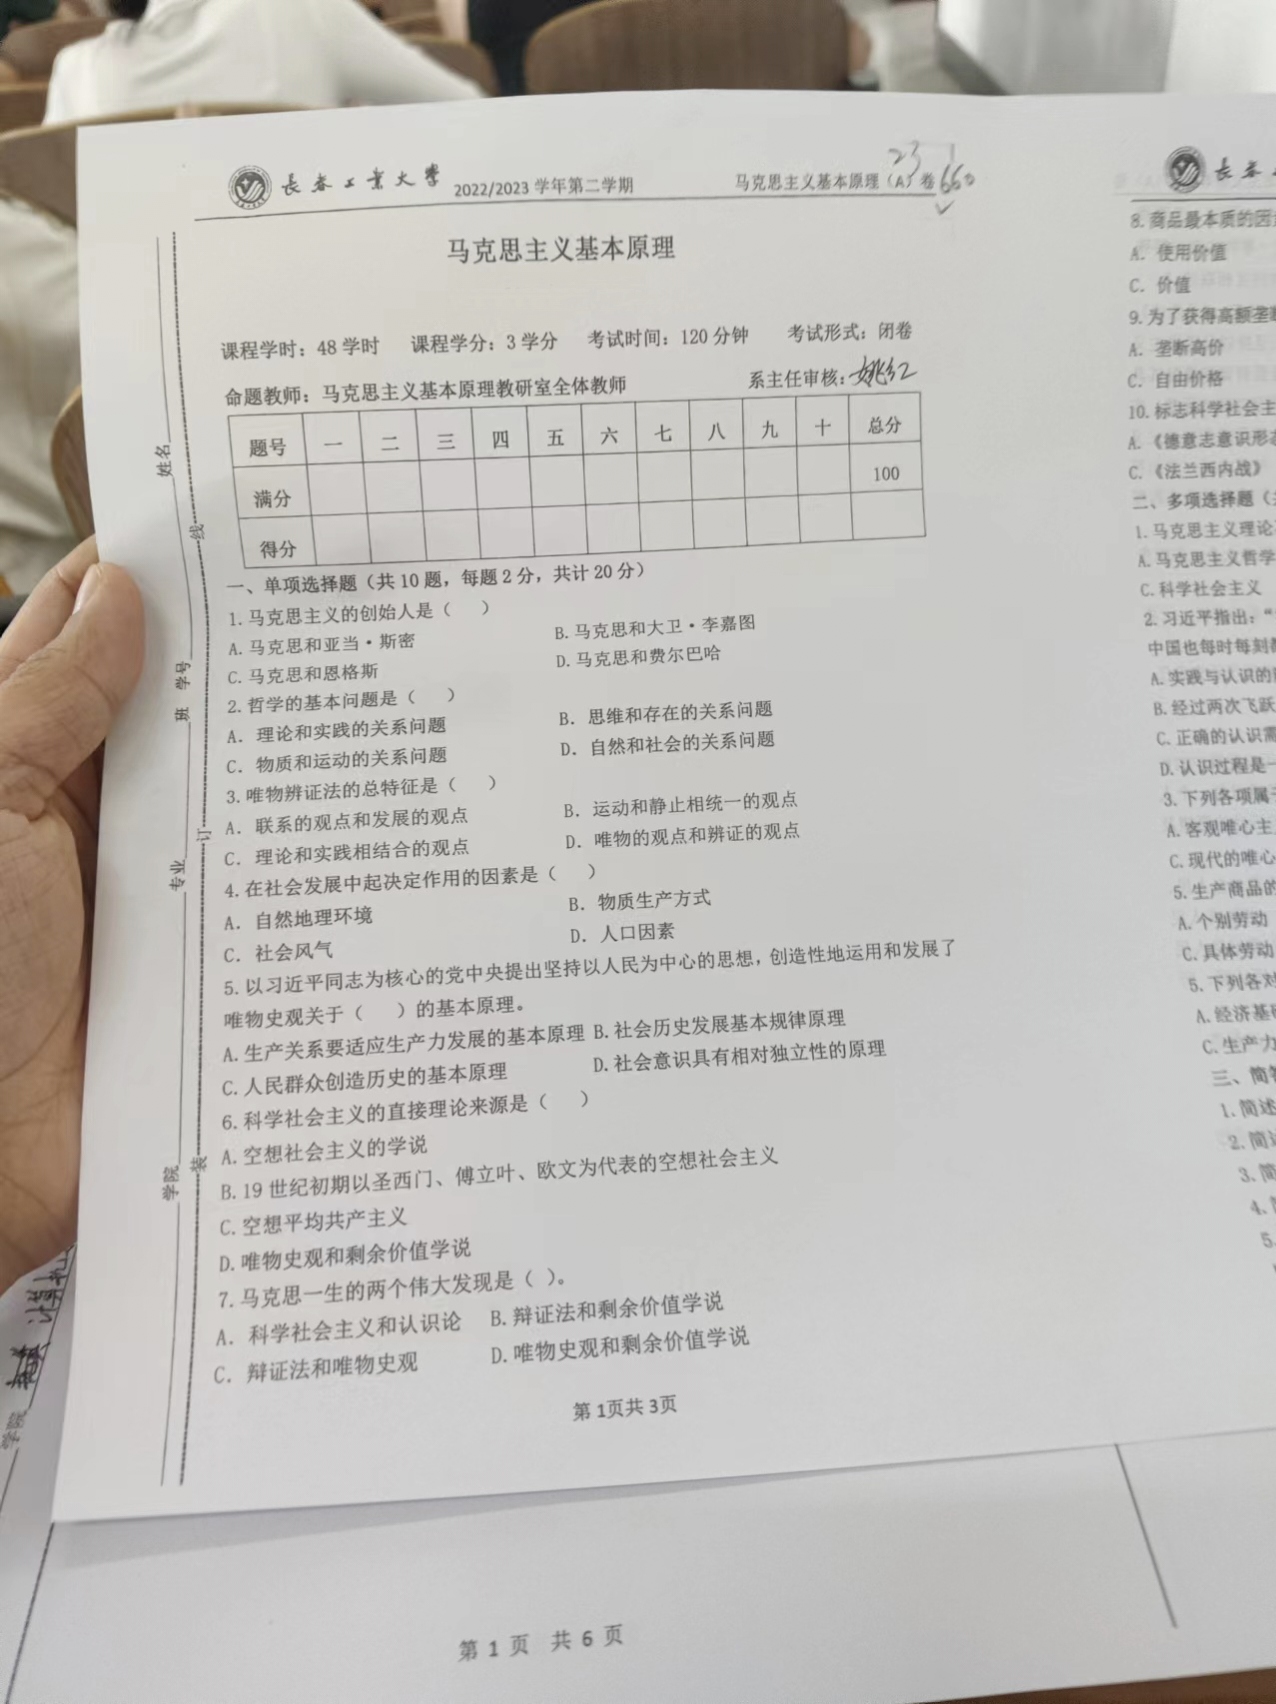 长春工业大学 2022/2023 学年第二学期 马克思主义基本原理（A）卷
23
660
马克思主义基本原理
课程学时：48 学时 课程学分：3 学分 考试时间：120 分钟 考试形式：闭卷
命题教师：马克思主义基本原理教研室全体教师 系主任审核：姚红
题号 一 二 三 四 五 六 七 八 九 十 总分
满分 100
得分
一、单项选择题（共 10 题，每题 2 分，共计 20 分）
1.马克思主义的创始人是（ ）
A.马克思和亚当·斯密 B.马克思和大卫·李嘉图
C.马克思和恩格斯 D.马克思和费尔巴哈
2.哲学的基本问题是（ ）
A. 理论和实践的关系问题 B. 思维和存在的关系问题
C. 物质和运动的关系问题 D. 自然和社会的关系问题
3.唯物辨证法的总特征是（ ）
A. 联系的观点和发展的观点 B. 运动和静止相统一的观点
C. 理论和实践相结合的观点 D. 唯物的观点和辨证的观点
4.在社会发展中起决定作用的因素是（ ）
A. 自然地理环境 B. 物质生产方式
C. 社会风气 D. 人口因素
5.以习近平同志为核心的党中央提出坚持以人民为中心的思想，创造性地运用和发展了
唯物史观关于（ ）的基本原理。
A.生产关系要适应生产力发展的基本原理 B.社会历史发展基本规律原理
C.人民群众创造历史的基本原理 D.社会意识具有相对独立性的原理
6.科学社会主义的直接理论来源是（ ）
A.空想社会主义的学说
B.19 世纪初期以圣西门、傅立叶、欧文为代表的空想社会主义
C.空想平均共产主义
D.唯物史观和剩余价值学说
7.马克思一生的两个伟大发现是（ ）。
A. 科学社会主义和认识论 B.辩证法和剩余价值学说
C. 辩证法和唯物史观 D.唯物史观和剩余价值学说
第 1页共 3页
学院 专业 班 学号 姓名
装 订 线
长春
8.商品最本质的因
A. 使用价值
C. 价值
9.为了获得高额垄断
A. 垄断高价
C. 自由价格
10.标志科学社会主
A.《德意志意识形态
C.《法兰西内战》
二、多项选择题（
1.马克思主义理论
A.马克思主义哲学
C.科学社会主义
2.习近平指出：“
中国也每时每刻
A.实践与认识的
B.经过两次飞跃
C.正确的认识需
D.认识过程是一
3.下列各项属于
A.客观唯心主
C.现代的唯心
5.生产商品的
A.个别劳动
C.具体劳动
5.下列各对
A.经济基础
C.生产力
三、简答
1.简述
2.简述
3.简
4.
5.
学院
计算机
第 1 页 共 6 页